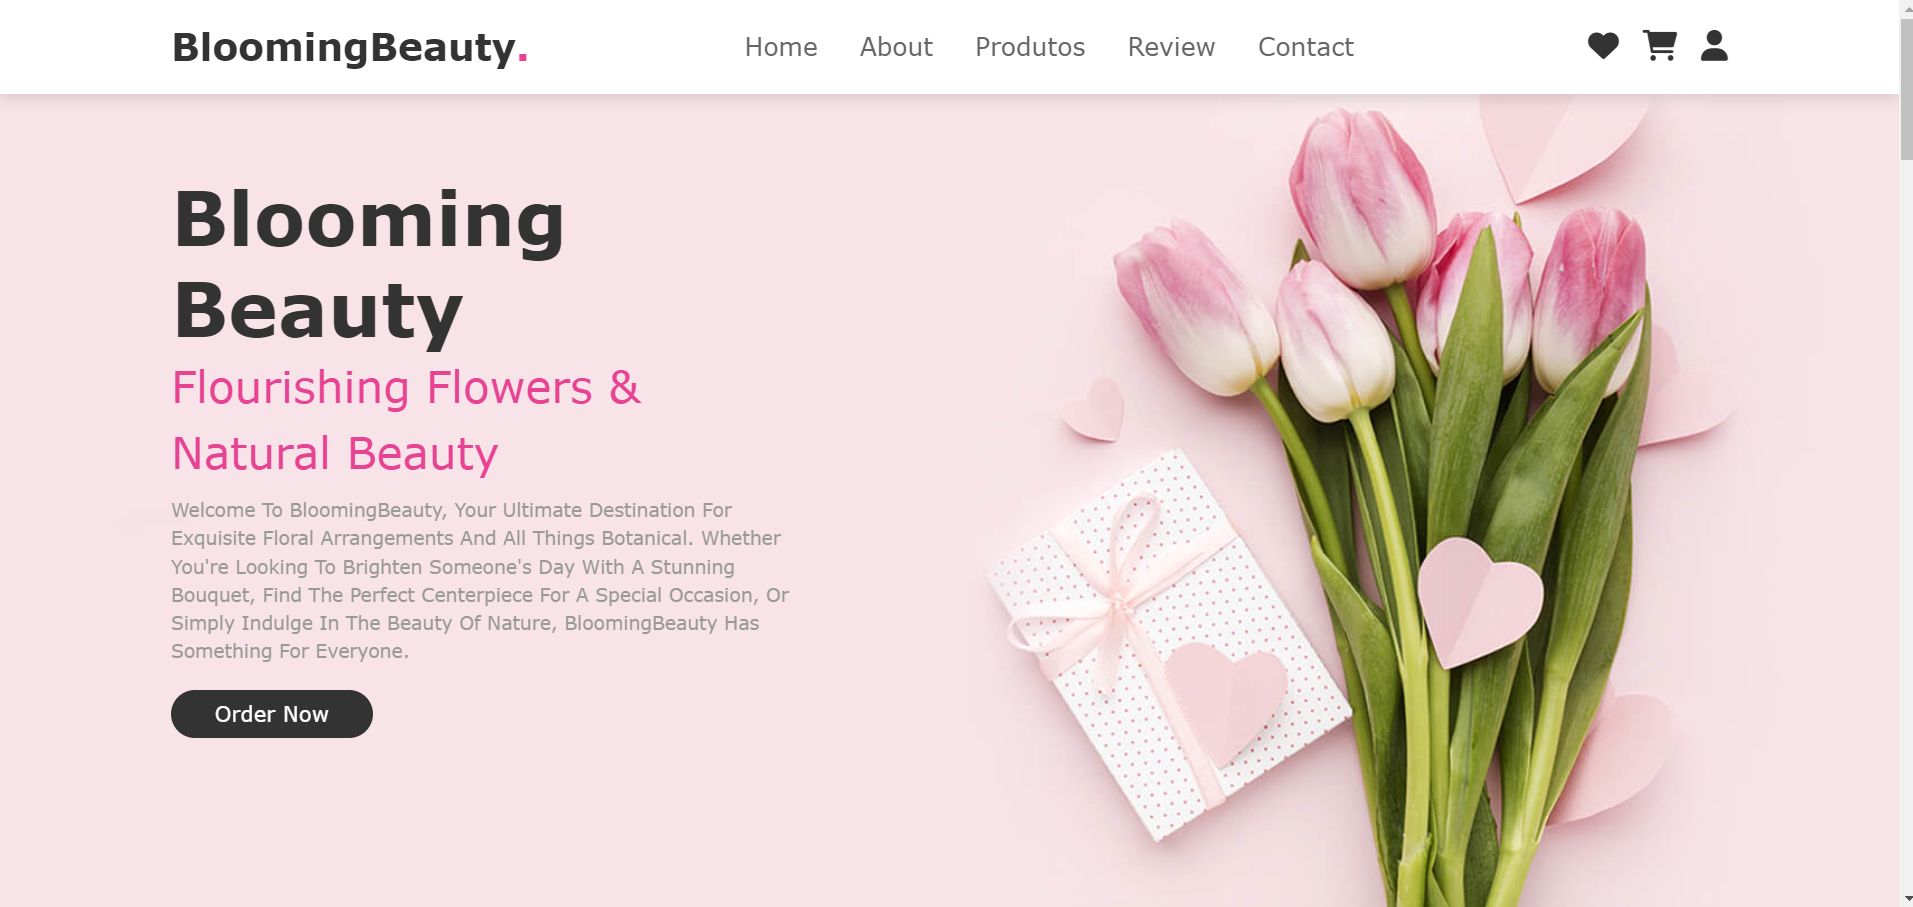 BloomingBeauty.
Home About Produtos Review Contact
Blooming
Beauty
Flourishing Flowers &
Natural Beauty
Welcome To BloomingBeauty, Your Ultimate Destination For
Exquisite Floral Arrangements And All Things Botanical. Whether
You're Looking To Brighten Someone's Day With A Stunning
Bouquet, Find The Perfect Centerpiece For A Special Occasion, Or
Simply Indulge In The Beauty Of Nature, BloomingBeauty Has
Something For Everyone.
Order Now